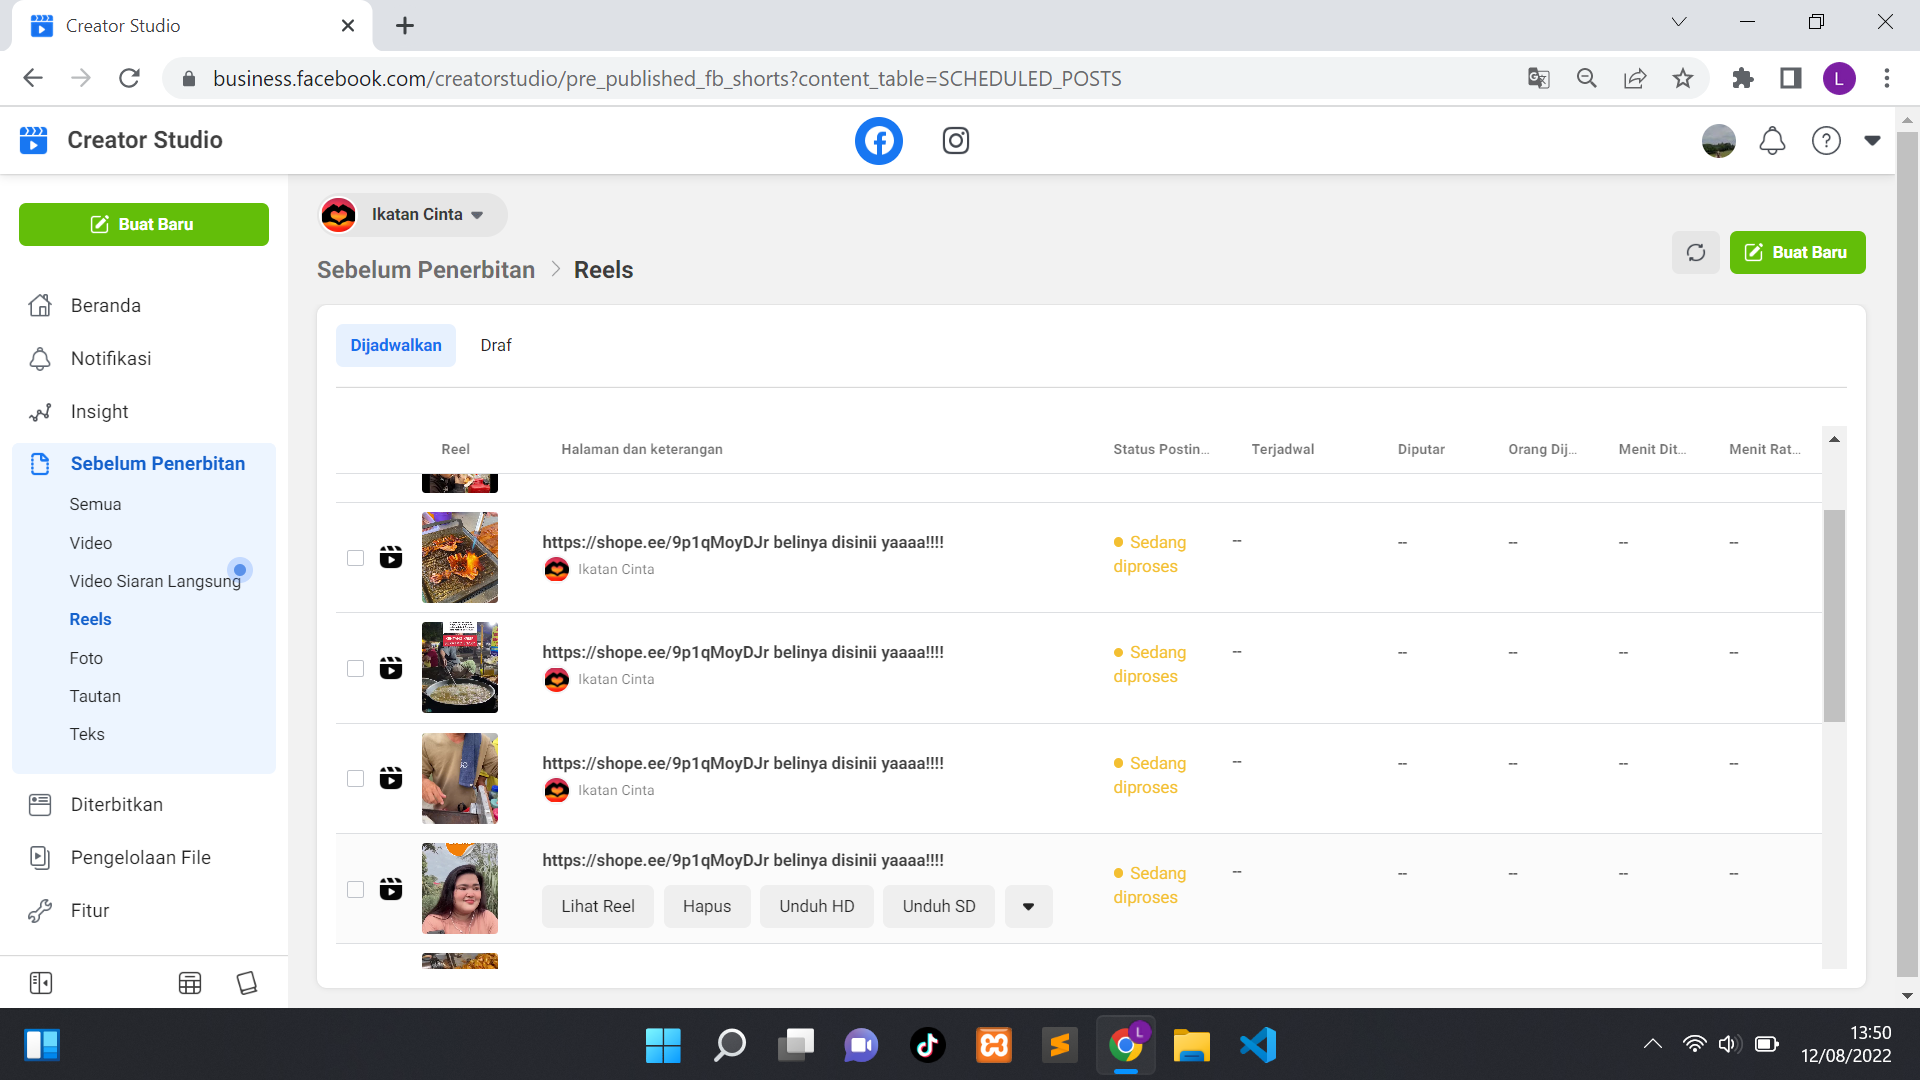 Creator Studio
business.facebook.com/creatorstudio/pre_published_fb_shorts?content_table=SCHEDULED_POSTS
L
Creator Studio
Buat Baru
Beranda
Notifikasi
Insight
Sebelum Penerbitan
Semua
Video
Video Siaran Langsung
Reels
Foto
Tautan
Teks
Diterbitkan
Pengelolaan File
Fitur
Ikatan Cinta
Sebelum Penerbitan > Reels
Buat Baru
Dijadwalkan Draf
Reel Halaman dan keterangan Status Postin... Terjadwal Diputar Orang Dij... Menit Dit... Menit Rat...
https://shope.ee/9p1qMoyDJr belinya disinii yaaaa!!!!
Ikatan Cinta
Sedang diproses -- -- -- -- --
https://shope.ee/9p1qMoyDJr belinya disinii yaaaa!!!!
Ikatan Cinta
Sedang diproses -- -- -- -- --
https://shope.ee/9p1qMoyDJr belinya disinii yaaaa!!!!
Ikatan Cinta
Sedang diproses -- -- -- -- --
https://shope.ee/9p1qMoyDJr belinya disinii yaaaa!!!!
Lihat Reel Hapus Unduh HD Unduh SD
Sedang diproses -- -- -- -- --
L
13:50
12/08/2022